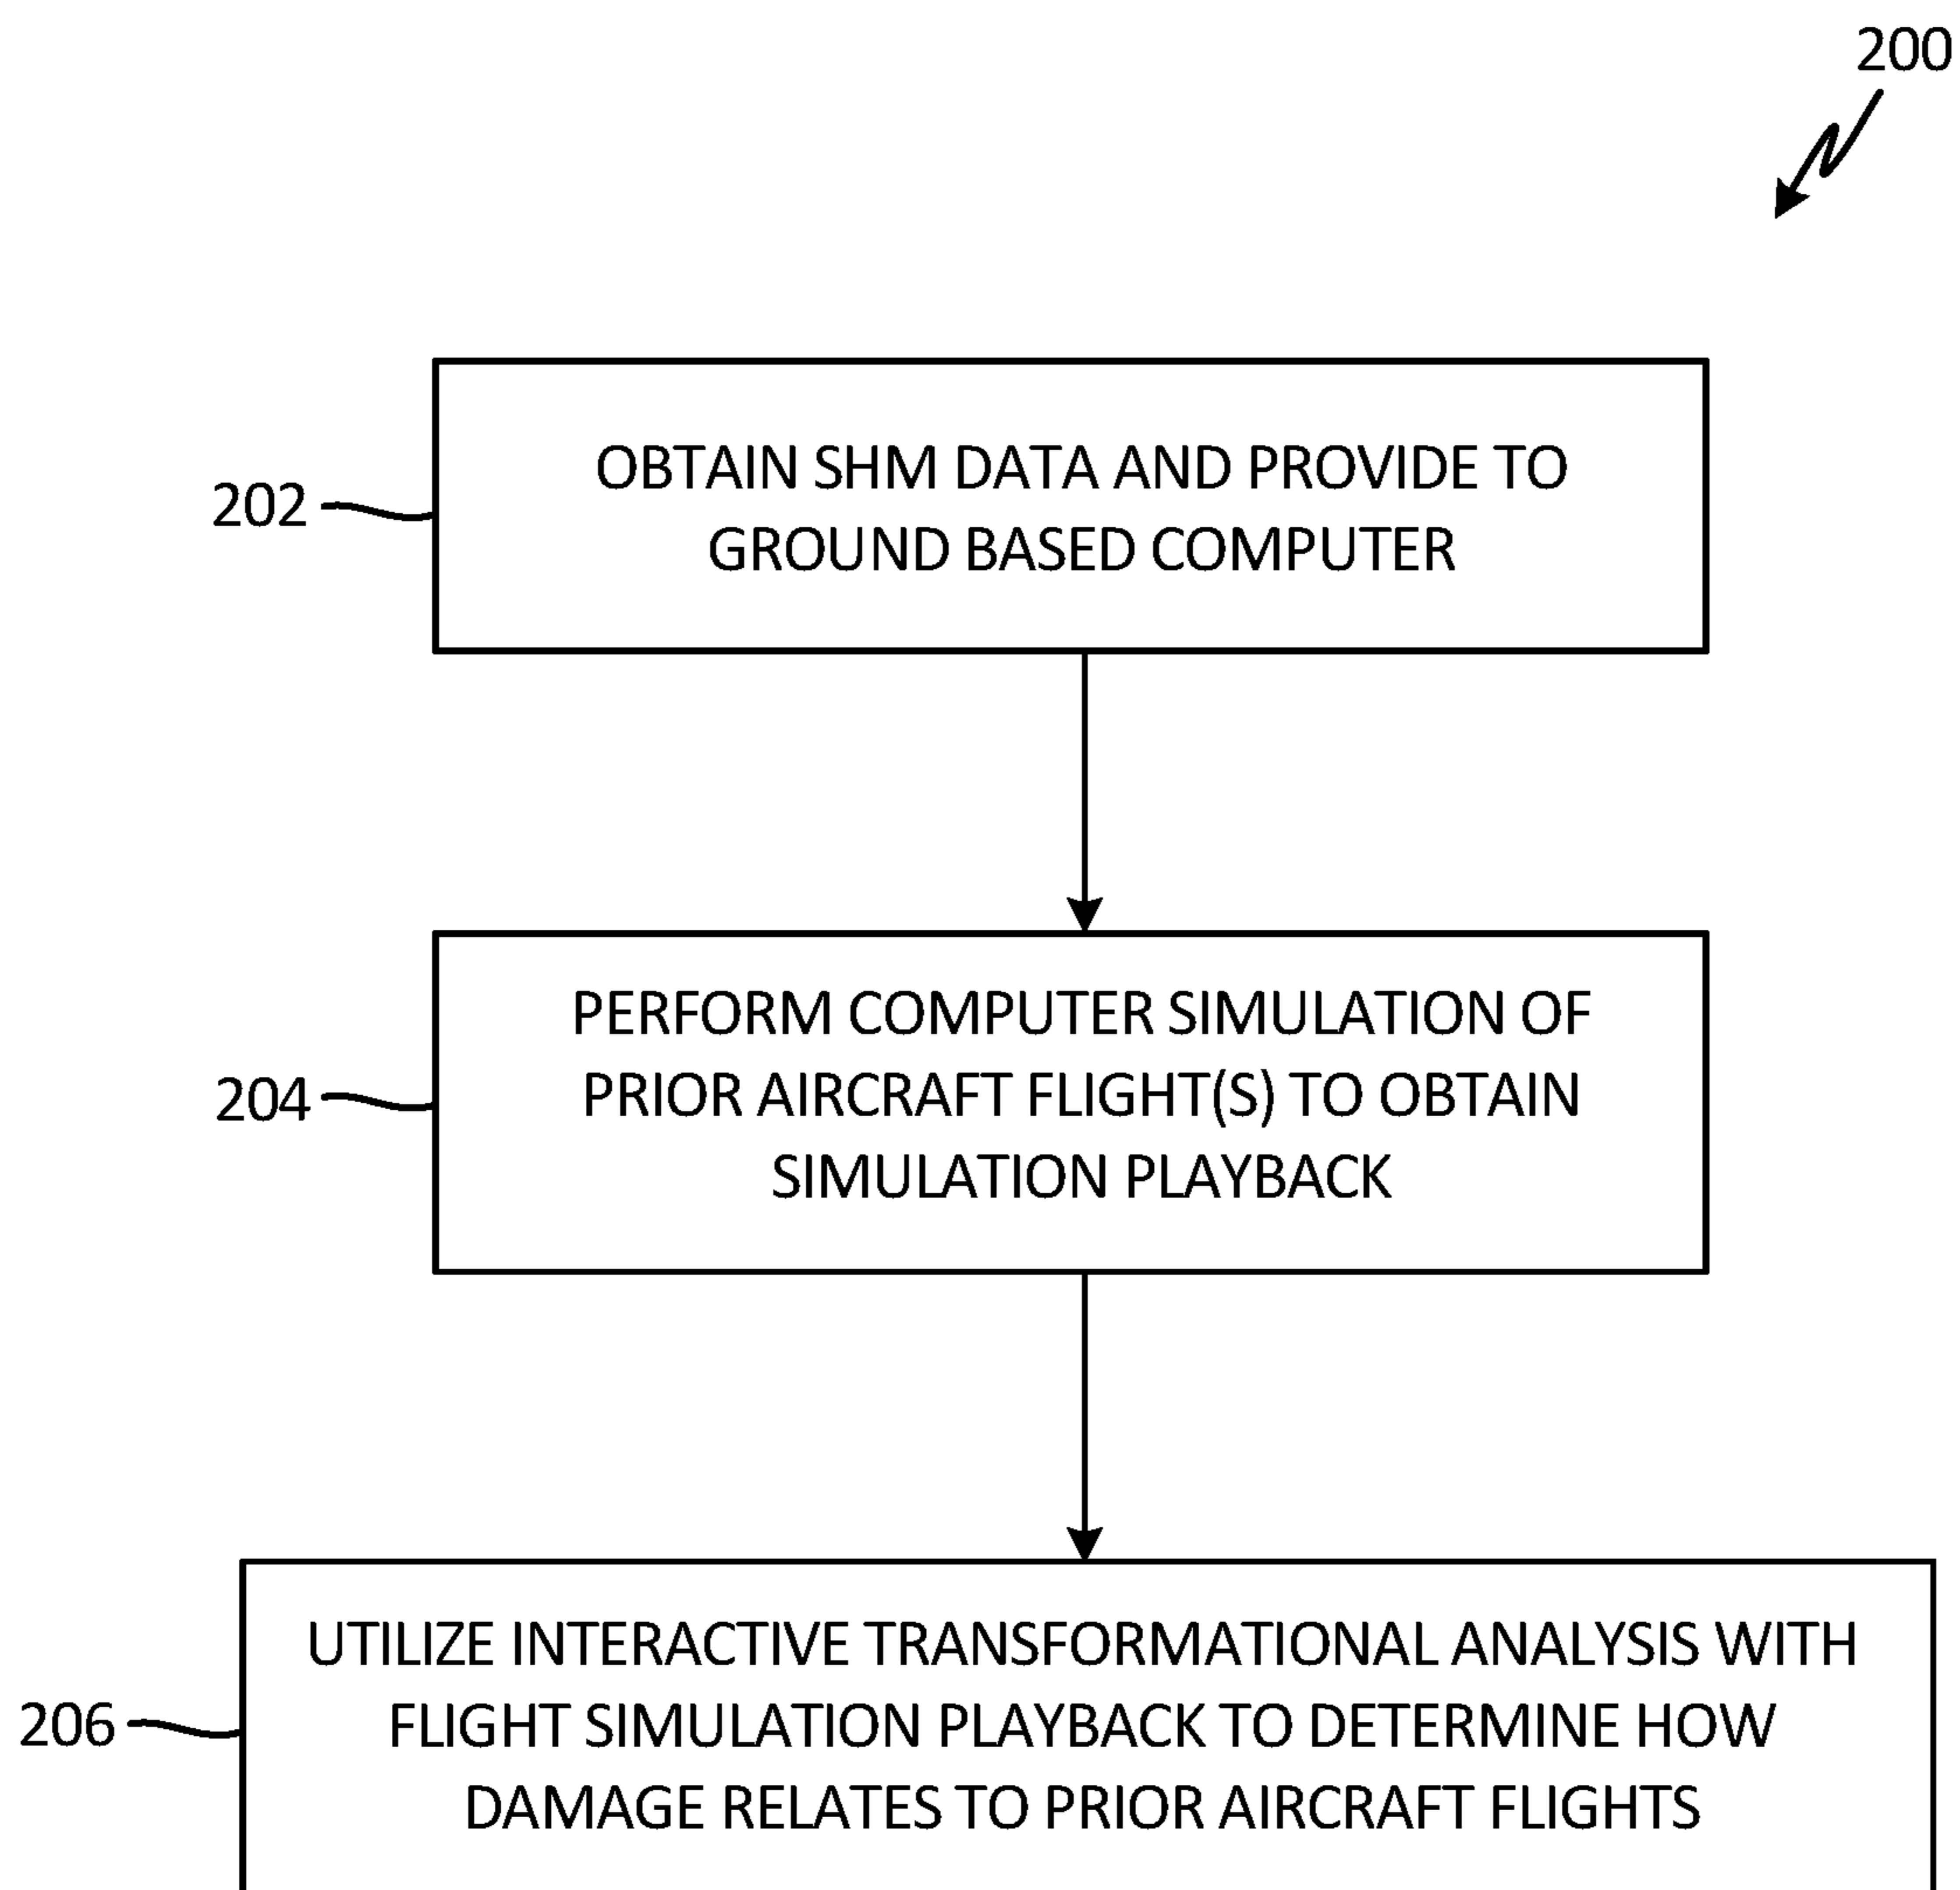 200
202
OBTAIN SHM DATA AND PROVIDE TO
GROUND BASED COMPUTER
204
PERFORM COMPUTER SIMULATION OF
PRIOR AIRCRAFT FLIGHT(S) TO OBTAIN
SIMULATION PLAYBACK
206
UTILIZE INTERACTIVE TRANSFORMATIONAL ANALYSIS WITH
FLIGHT SIMULATION PLAYBACK TO DETERMINE HOW
DAMAGE RELATES TO PRIOR AIRCRAFT FLIGHTS